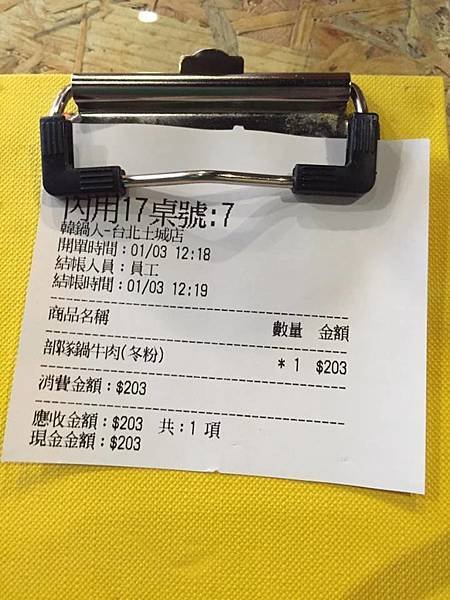 內用17桌號:7
韓鍋人-台北土城店
開單時間：01/03 12:18
結帳人員：員工
結帳時間：01/03 12:19
商品名稱 數量 金額
部隊鍋牛肉(冬粉) * 1 $203
消費金額：$203
應收金額：$203 共：1 項
現金金額：$203